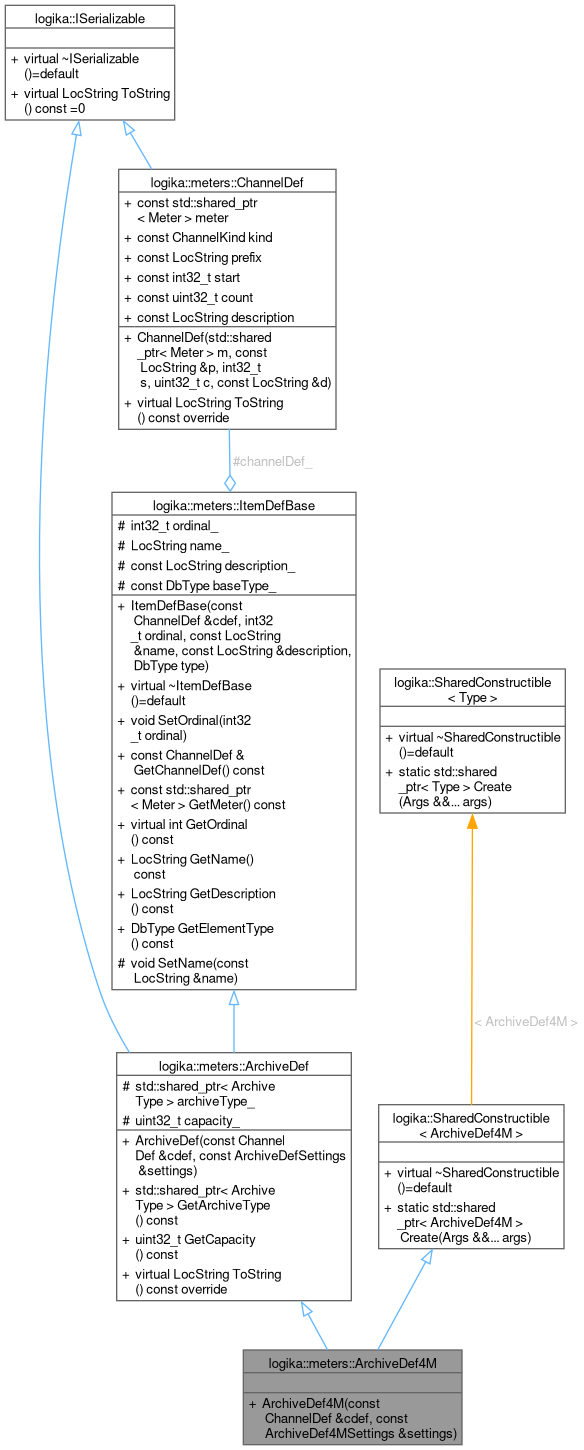 logika::ISerializable
+ virtual ~ISerializable
()=default
+ virtual LocString ToString
() const =0
logika::meters::ChannelDef
+ const std::shared_ptr
< Meter > meter
+ const ChannelKind kind
+ const LocString prefix
+ const int32_t start
+ const uint32_t count
+ const LocString description
+ ChannelDef(std::shared
_ptr< Meter > m, const
LocString &p, int32_t
s, uint32_t c, const LocString &d)
+ virtual LocString ToString
() const override
#channelDef_
logika::meters::ItemDefBase
# int32_t ordinal_
# LocString name_
# const LocString description_
# const DbType baseType_
+ ItemDefBase(const
ChannelDef &cdef, int32
_t ordinal, const LocString
&name, const LocString &description,
DbType type)
+ virtual ~ItemDefBase
()=default
+ void SetOrdinal(int32
_t ordinal)
+ const ChannelDef &
GetChannelDef() const
+ const std::shared_ptr
< Meter > GetMeter() const
+ virtual int GetOrdinal
() const
+ LocString GetName()
const
+ LocString GetDescription
() const
+ DbType GetElementType
() const
# void SetName(const
LocString &name)
logika::SharedConstructible
< Type >
+ virtual ~SharedConstructible
()=default
+ static std::shared
_ptr< Type > Create
(Args &&... args)
< ArchiveDef4M >
logika::meters::ArchiveDef
# std::shared_ptr< Archive
Type > archiveType_
# uint32_t capacity_
+ ArchiveDef(const Channel
Def &cdef, const ArchiveDefSettings
&settings)
+ std::shared_ptr< Archive
Type > GetArchiveType
() const
+ uint32_t GetCapacity
() const
+ virtual LocString ToString
() const override
logika::SharedConstructible
< ArchiveDef4M >
+ virtual ~SharedConstructible
()=default
+ static std::shared
_ptr< ArchiveDef4M >
Create(Args &&... args)
logika::meters::ArchiveDef4M
+ ArchiveDef4M(const
ChannelDef &cdef, const
ArchiveDef4MSettings &settings)